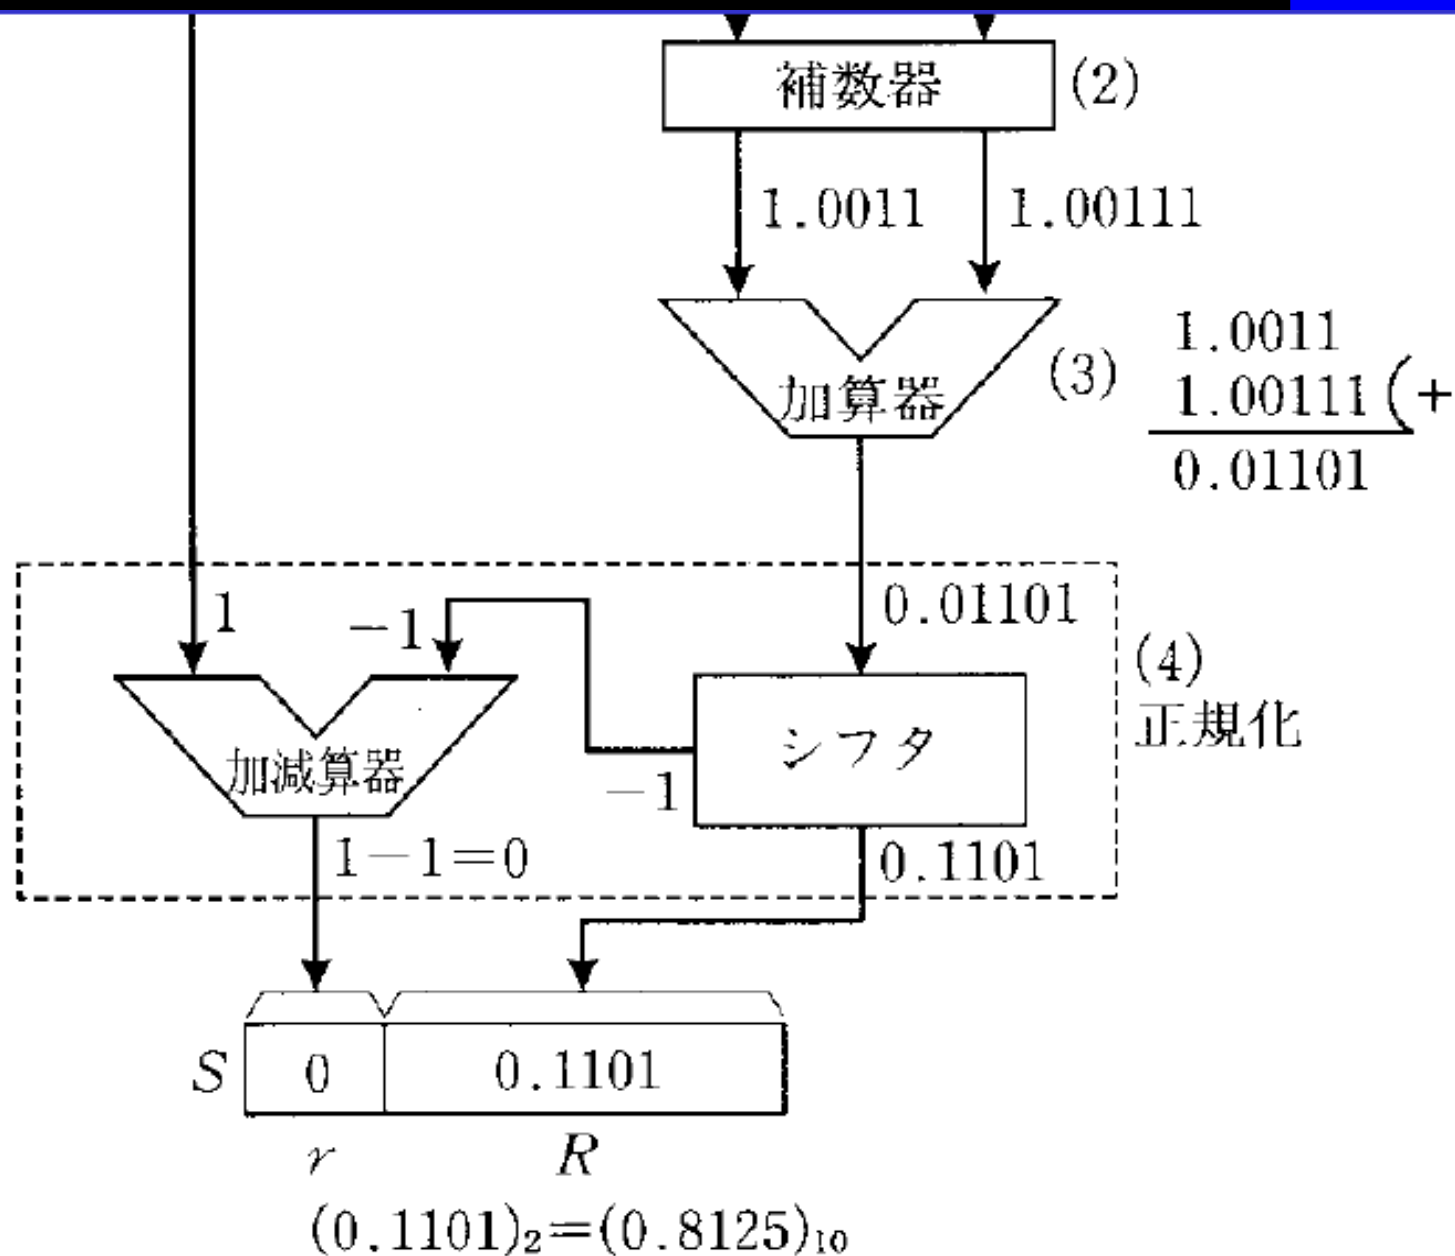 補数器 (2)
1.0011 1.00111
加算器 (3)
1.0011
1.00111 (+
0.01101
1 -1 0.01101
(4)
正規化
加減算器
シフタ
-1
1-1=0
0.1101
S 0 0.1101
r R
(0.1101)₂=(0.8125)₁₀